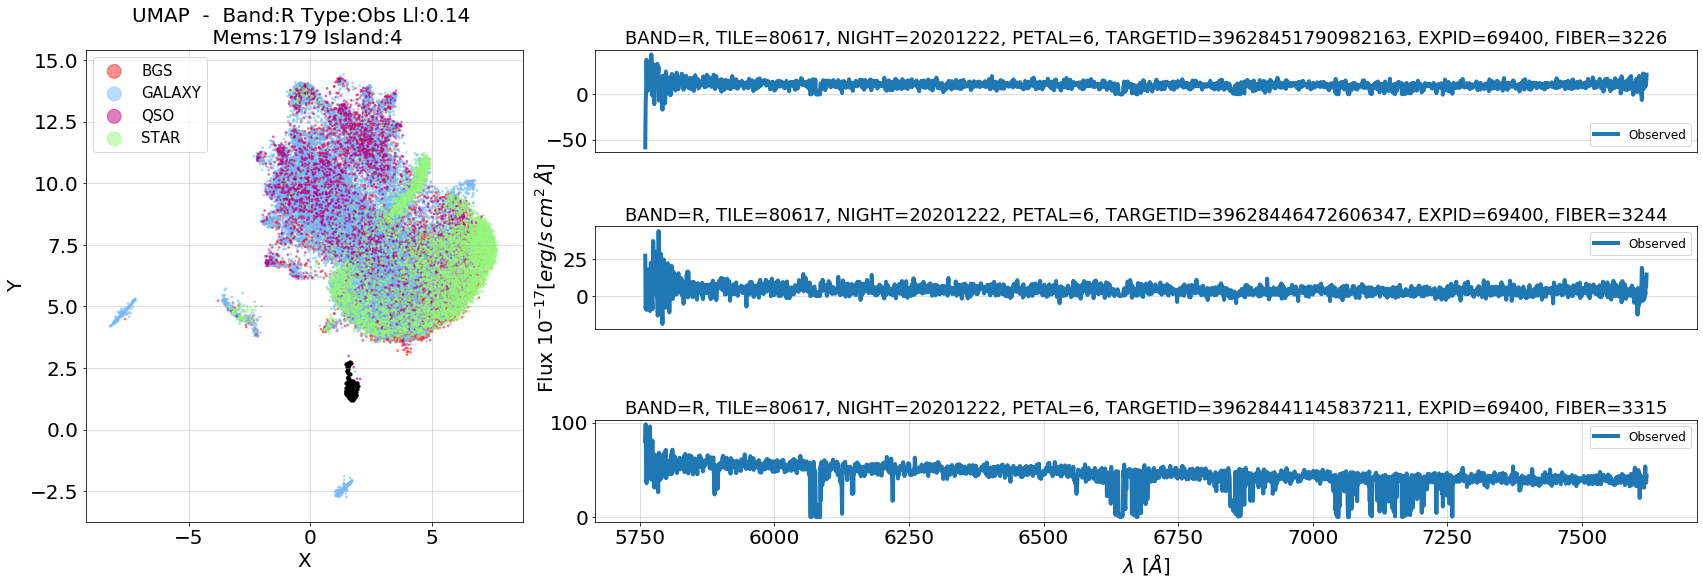 UMAP  -  Band:R Type:Obs Ll:0.14
Mems:179 Island:4
BGS
GALAXY
QSO
STAR
15.0
12.5
10.0
7.5
5.0
2.5
0.0
−2.5
Y
−5
0
5
X
Flux 10−17[erg/s cm2 Å]
BAND=R, TILE=80617, NIGHT=20201222, PETAL=6, TARGETID=39628451790982163, EXPID=69400, FIBER=3226
0
−50
Observed
BAND=R, TILE=80617, NIGHT=20201222, PETAL=6, TARGETID=39628446472606347, EXPID=69400, FIBER=3244
25
0
Observed
BAND=R, TILE=80617, NIGHT=20201222, PETAL=6, TARGETID=39628441145837211, EXPID=69400, FIBER=3315
100
0
Observed
5750
6000
6250
6500
6750
7000
7250
7500
λ [Å]